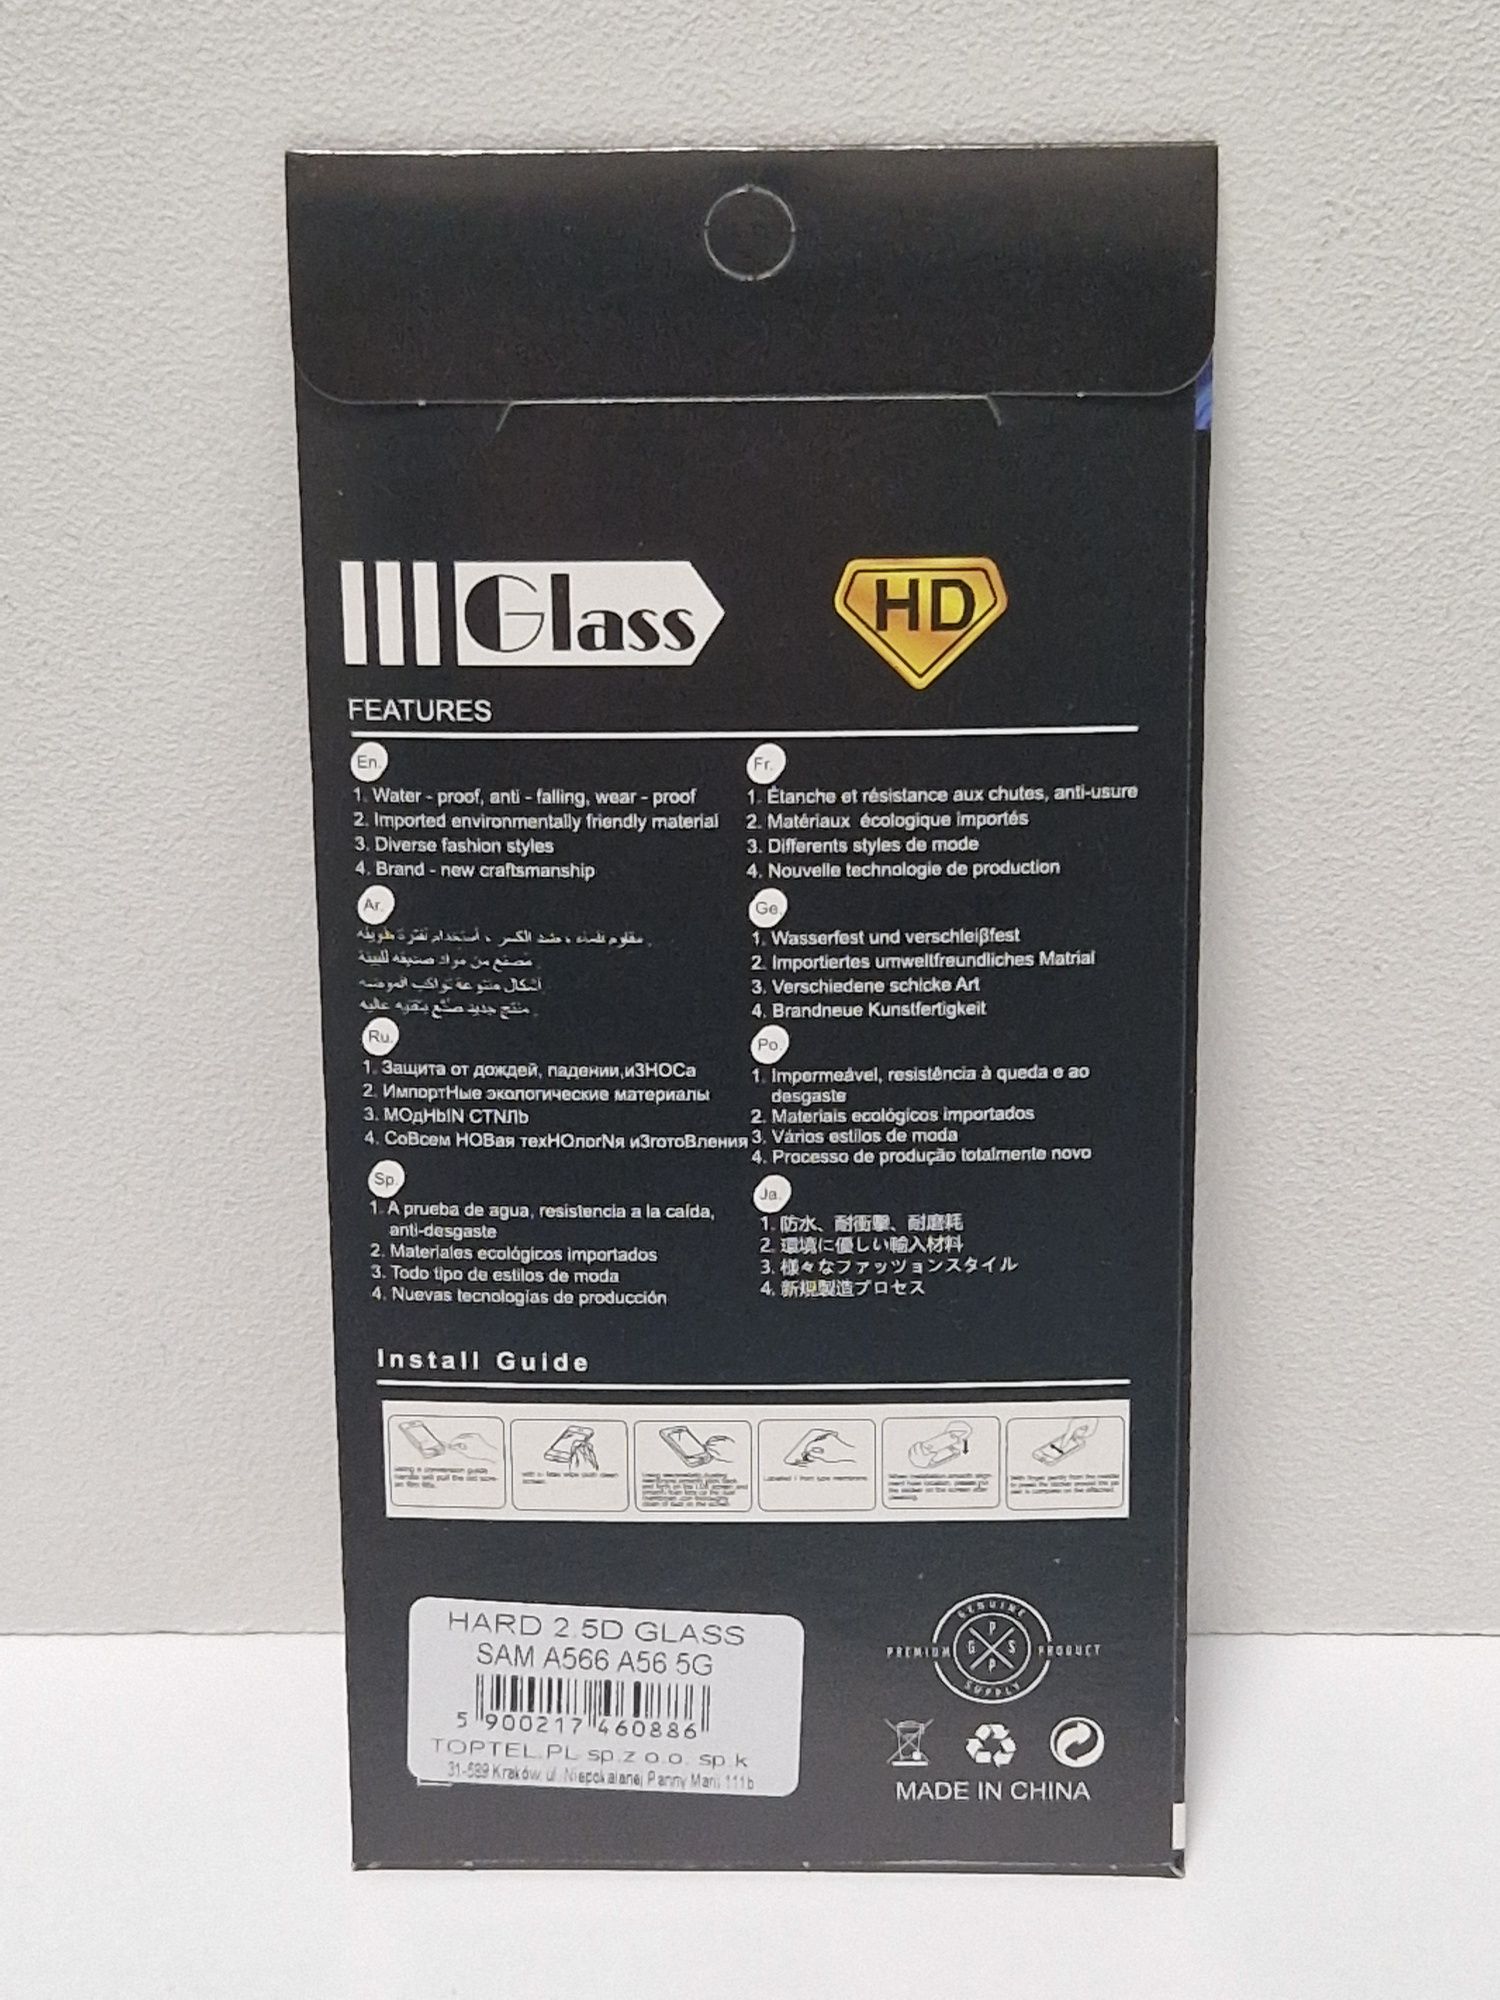 Glass
HD
FEATURES
En.
1. Water - proof, anti - falling, wear - proof
2. Imported environmentally friendly material
3. Diverse fashion styles
4. Brand - new craftsmanship
Fr.
1. Étanche et résistance aux chutes, anti-usure
2. Matériaux écologique importés
3. Differents styles de mode
4. Nouvelle technologie de production
Ar.
Ge.
1. Wasserfest und verschleiβfest
2. Importiertes umweltfreundliches Matrial
3. Verschiedene schicke Art
4. Brandneue Kunstfertigkeit
Ru.
1. Защита от дождей, падении,иЗНОСа
2. ИмпортНые экологические материалы
3. МОдНЫN СТNЛЬ
4. СоВсем НОВая техНОлогNя иЗготоВления
Po.
1. Impermeável, resistência à queda e ao
desgaste
2. Materiais ecológicos importados
3. Vários estilos de moda
4. Processo de produção totalmente novo
Sp.
1. A prueba de agua, resistencia a la caída,
anti-desgaste
2. Materiales ecológicos importados
3. Todo tipo de estilos de moda
4. Nuevas tecnologías de producción
Ja.
1. 防水、耐衝撃、耐磨耗
2. 環境に優しい輸入材料
3. 様々なファッツョンスタイル
4. 新規製造プロセス
Install Guide
HARD 2.5D GLASS
SAM A566 A56 5G
5 900217 460886
TOPTEL.PL sp.z o.o. sp.k
31-539 Kraków, ul. Niepokalanej Panny Marii 111b
GENUINE
PREMIUM PRODUCT
P G S P
SUPPLY
MADE IN CHINA